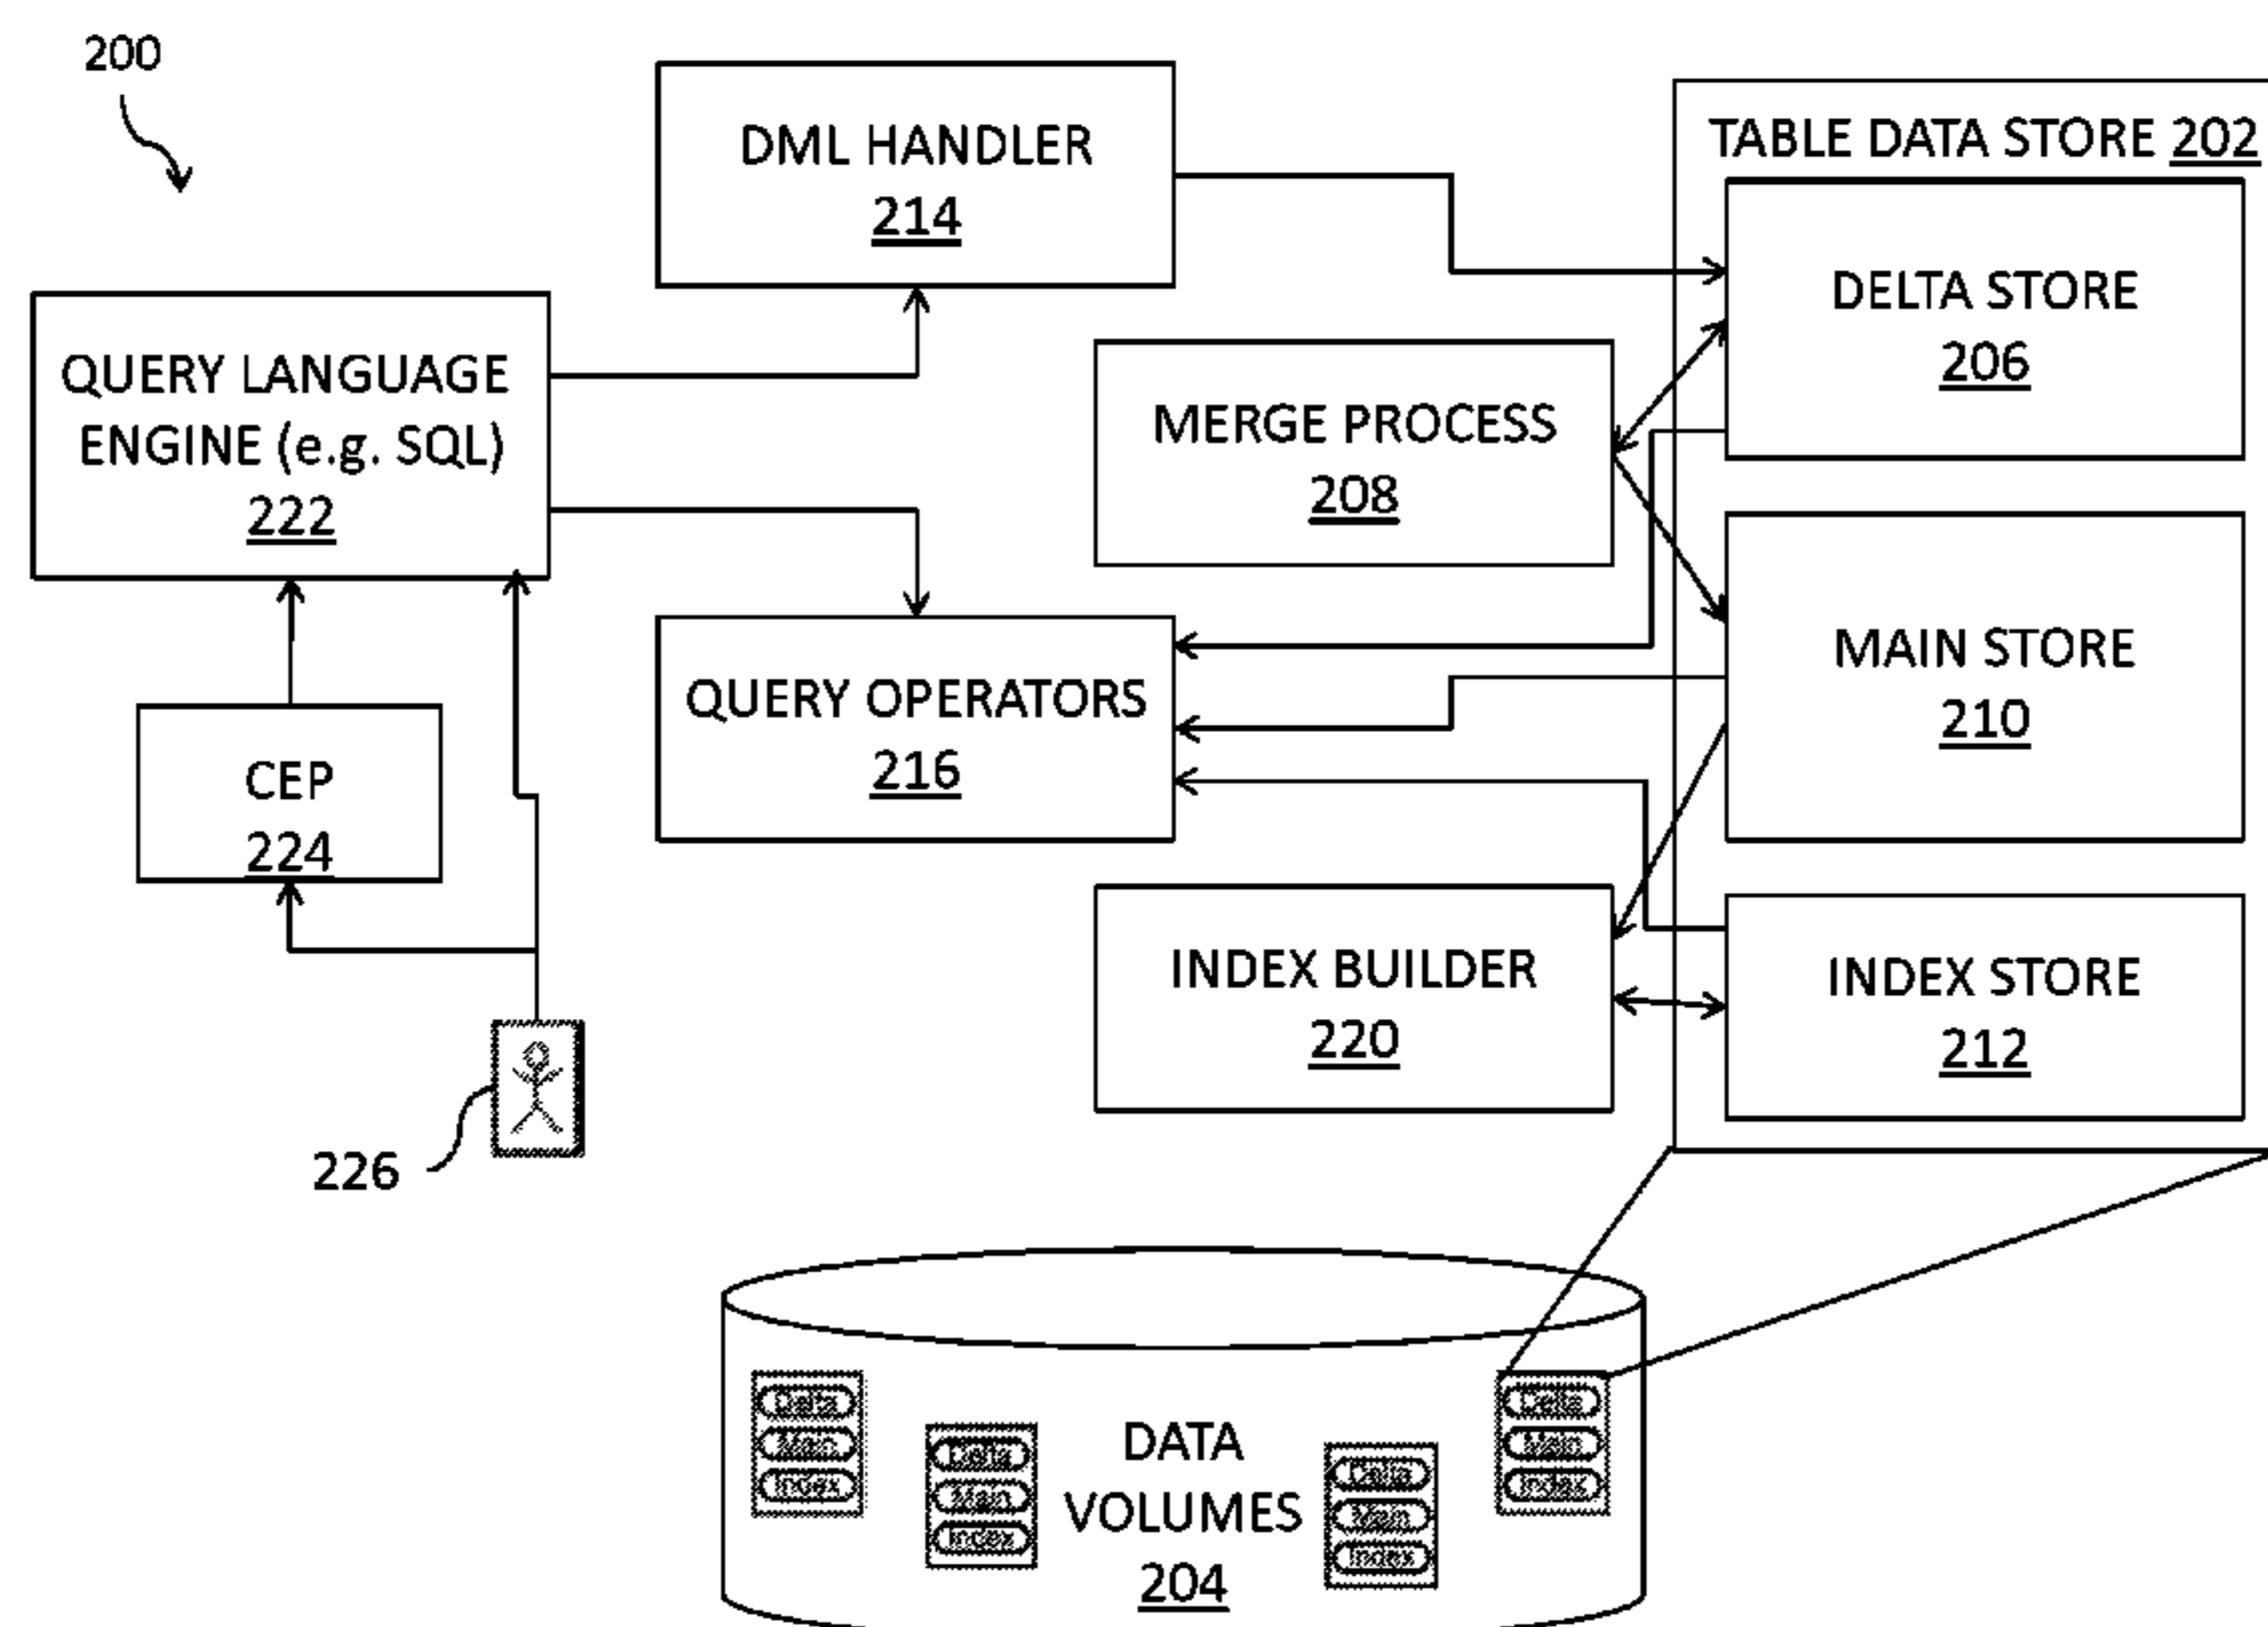 200
DML HANDLER
214
TABLE DATA STORE 202
DELTA STORE
206
QUERY LANGUAGE
ENGINE (e.g. SQL)
222
MERGE PROCESS
208
MAIN STORE
210
QUERY OPERATORS
216
CEP
224
INDEX BUILDER
220
INDEX STORE
212
226
Delta
Main
Index
Delta
Main
Index
DATA
VOLUMES
204
Delta
Main
Index
Delta
Main
Index